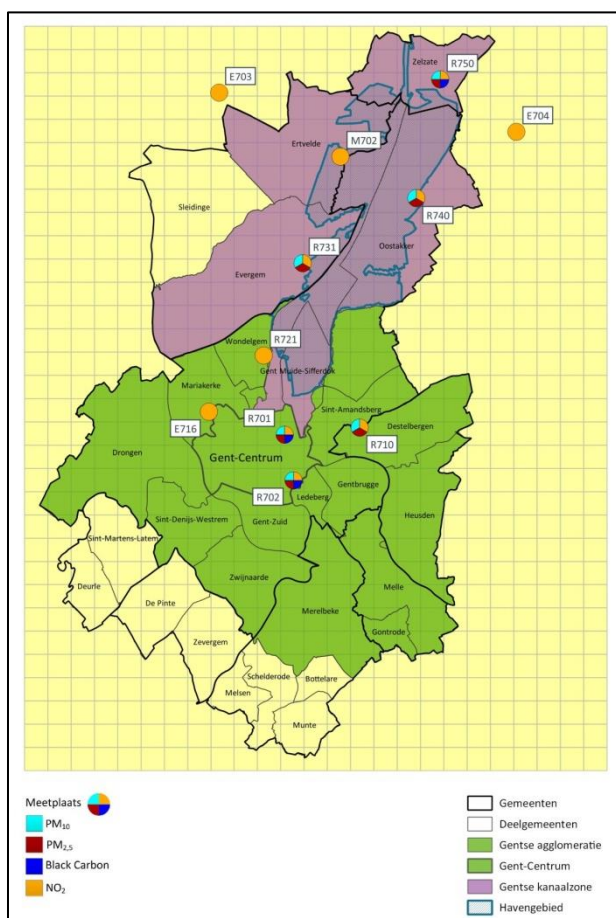 Zelzate
R750
E703
E704
Ertvelde
M702
Sleidinge
R740
Oostakker
R731
Evergem
R721
Wondelgem
Gent Muide-Sifferdok
Mariakerke
Sint-Amandsberg
R701
Destelbergen
E716
R710
Drongen
Gent-Centrum
R702
Ledeberg
Gentbrugge
Heusden
Sint-Denijs-Westrem
Gent-Zuid
Sint-Martens-Latem
Zwijnaarde
Melle
Deurle
De Pinte
Merelbeke
Gontrode
Zevergem
Schelderode
Bottelare
Melsen
Munte
Meetplaats
PM₁₀
PM₂,₅
Black Carbon
NO₂
Gemeenten
Deelgemeenten
Gentse agglomeratie
Gent-Centrum
Gentse kanaalzone
Havengebied